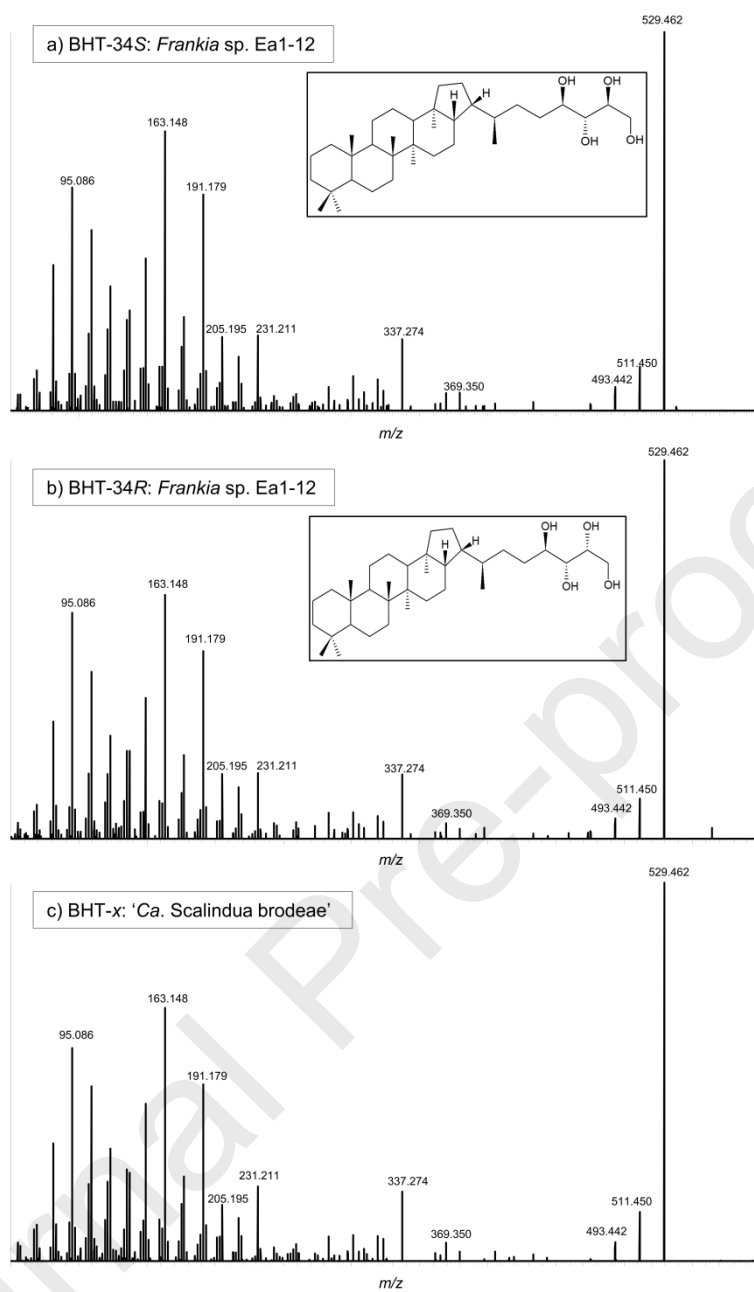 529.462
a) BHT-34S: Frankia sp. Ea1-12
OH OH
H
H
OH OH
163.148
95.086
191.179
205.195 231.211
337.274
369.350
493.442
511.450
m/z
529.462
b) BHT-34R: Frankia sp. Ea1-12
OH OH
H
H
OH OH
163.148
95.086
191.179
205.195 231.211
337.274
369.350
493.442
511.450
m/z
529.462
c) BHT-x: ‘Ca. Scalindua brodeae’
163.148
95.086
191.179
231.211
205.195
337.274
369.350
493.442
511.450
m/z
urnal Pre-proo